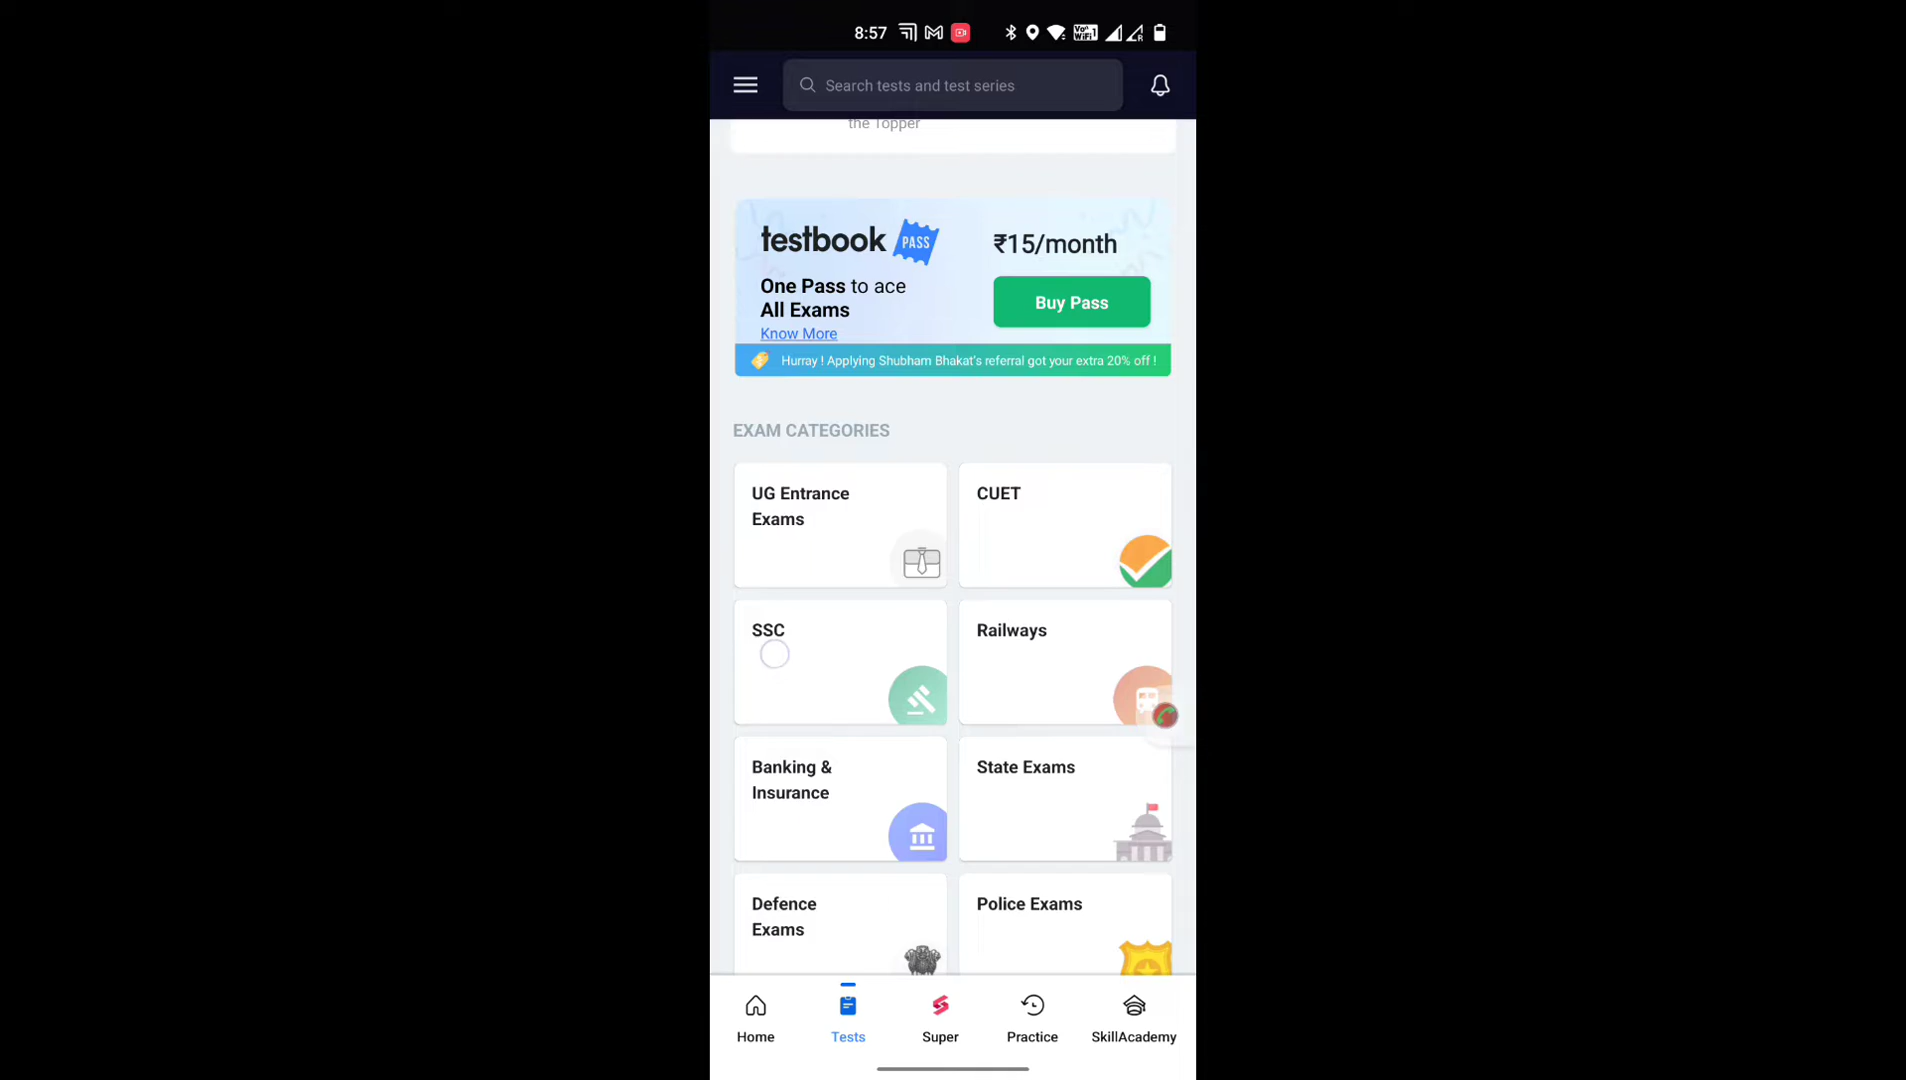 8:57
Vo WiFi1
R
Search tests and test series
the Topper
testbook PASS
₹15/month
One Pass to ace
All Exams
Buy Pass
Know More
Hurray ! Applying Shubham Bhakat's referral got your extra 20% off !
EXAM CATEGORIES
UG Entrance
Exams
CUET
SSC
Railways
Banking &
Insurance
State Exams
Defence
Exams
Police Exams
Home
Tests
Super
Practice
SkillAcademy